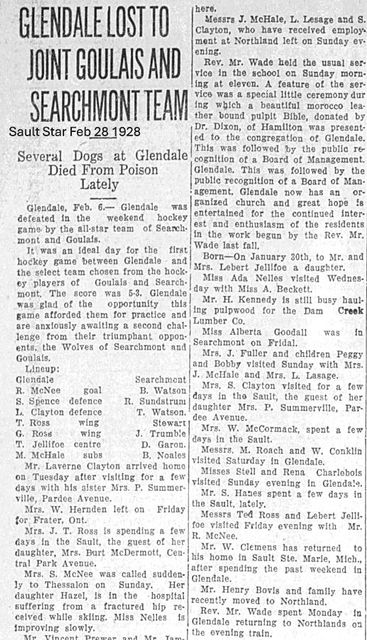 GLENDALE LOST TO
JOINT GOULAIS AND
SEARCHMONT TEAM
Sault Star Feb 28 1928
Several Dogs at Glendale
Died From Poison
Lately
Glendale, Feb. 6.— Glendale
was defeated in the weekend hockey
game by the all-star team of Search-
mont and Goulais.
It was an ideal day for the first
hockey game between Glendale and
the select team chosen from the hock-
ey players of Goulais and Search-
mont. The score was 5-3. Glendale
was glad of the opportunity this
game afforded them for practice and
are anxiously awaiting a second chal-
lenge from their triumphant oppon-
ents, the Wolves of Searchmont and
Goulais.
Lineup:
Glendale Searchmont
R. McNee goal B. Watson
S. Spence defence R. Sundstrum
L. Clayton defence T. Watson.
T. Ross wing Stewart
G. Ross wing J. Trumble
T. Jellifoe centre D. Garon.
M. McHale subs B. Noales
Mr. Laverne Clayton arrived home
on Tuesday after visiting for a few
days with his sister Mrs. P. Summer-
ville, Pardee Avenue.
Mrs. W. Hernden left on Friday
for Frater, Ont.
Mrs. J. T. Ross is spending a few
days in the Sault, the guest of her
daughter, Mrs. Burt McDermott, Cen-
tral Park Avenue.
Mrs. S. McNee was called sudden-
ly to Thessalon on Sunday. Her
daughter Hazel, is in the hospital
suffering from a fractured hip re-
ceived while skiing. Miss Nelles is
improving slowly.
Mr. Vincent Prewer and Mr. Jam-
here.
Messrs J. McHale, L. Lesage and S.
Clayton, who have received employ-
ment at Northland left on Sunday ev-
ening.
Rev. Mr. Wade held the usual ser-
vice in the school on Sunday morn-
ing at eleven. A feature of the ser-
vice was a special little ceremony dur-
ing which a beautiful morocco lea-
ther bound pulpit Bible, donated by
Dr. Dixon, of Hamilton was present-
ed to the congregation of Glendale.
This was followed by the public re-
cognition of a Board of Management.
Glendale. This was followed by the
public recognition of a Board of Man-
agement. Glendale now has an or-
ganized church and great hope is
entertained for the continued inter-
est and enthusiasm of the residents
in the work begun by the Rev. Mr.
Wade last fall.
Born—On January 30th, to Mr. and
Mrs. Lebert Jellifoe a daughter.
Miss Ada Nelles visited Wednes-
day with Miss A. Beckett.
Mr. H. Kennedy is still busy haul-
ing pulpwood for the Dam Creek
Lumber Co.
Miss Alberta Goodall was in
Searchmont on Fridal.
Mrs. J. Fuller and children Peggy
and Bobby visited Sunday with Mrs.
J. McHale and Mrs. L. Lasage.
Mrs. S. Clayton visited for a few
days in the Sault, the guest of her
daughter Mrs. P. Summerville, Par-
dee Avenue.
Mrs. W. McCormack, spent a few
days in the Sault.
Messrs. M. Roach and W. Conklin
visited Saturday in Glendale.
Misses Stell and Rena Charlebois
visited Sunday evening in Glendale.
Mr. S. Hanes spent a few days in
the Sault, lately.
Messrs Ted Ross and Lebert Jelli-
foe visited Friday evening with Mr.
R. McNee.
Mr. W. Clemens has returned to
his home in Sault Ste. Marie, Mich.,
after spending the past weekend in
Glendale.
Mr. Henry Bovis and family have
recently moved to Northland.
Rev. Mr. Wade spent Monday in
Glendale returning to Northlands on
the evening train.